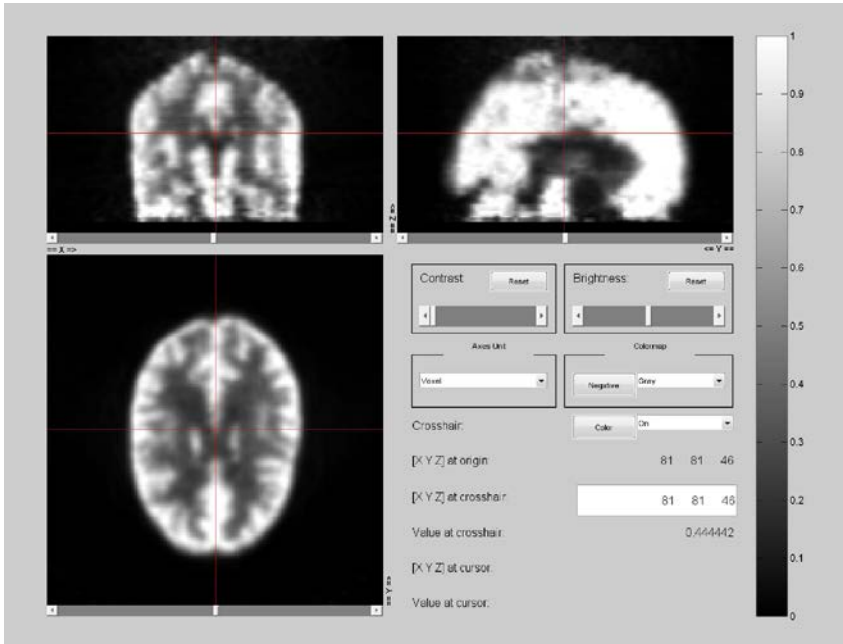 1
0.9
0.8
0.7
0.6
0.5
0.4
0.3
0.2
0.1
0
<= Z =>
== X =>
<= Y ==
Contrast:
Reset
Brightness:
Reset
Axes Unit
Voxel
Colormap
Negative
Gray
Crosshair:
Color
On
[X Y Z] at origin:
81 81 46
[X Y Z] at crosshair:
81 81 46
Value at crosshair:
0.444442
[X Y Z] at cursor:
Value at cursor:
== Y =>